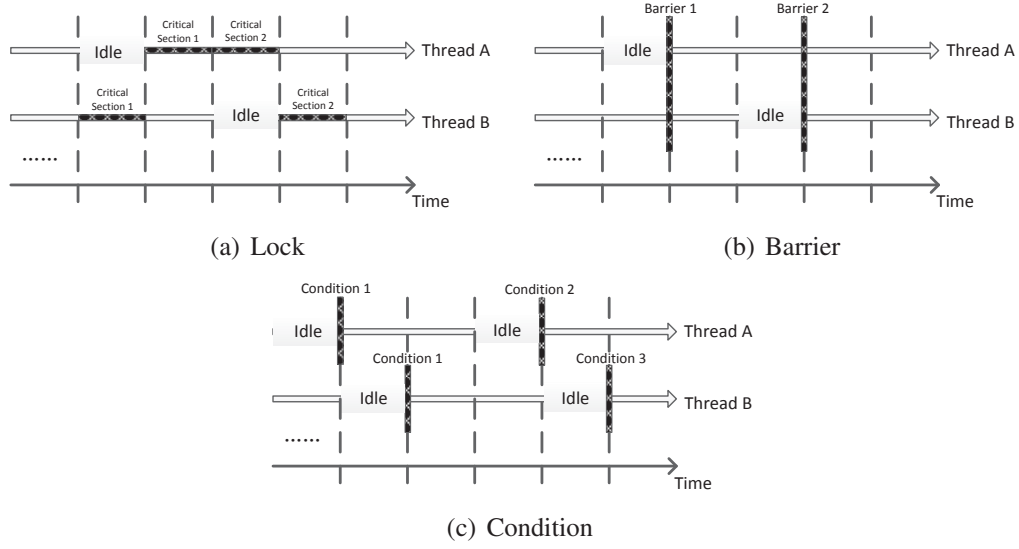 Critical
Section 1
Critical
Section 2
Idle
Thread A
Critical
Section 1
Idle
Critical
Section 2
Thread B
......
Time
(a) Lock
Barrier 1
Barrier 2
Idle
Thread A
Idle
Thread B
......
Time
(b) Barrier
Condition 1
Condition 2
Idle
Idle
Thread A
Condition 1
Condition 3
Idle
Idle
Thread B
......
Time
(c) Condition